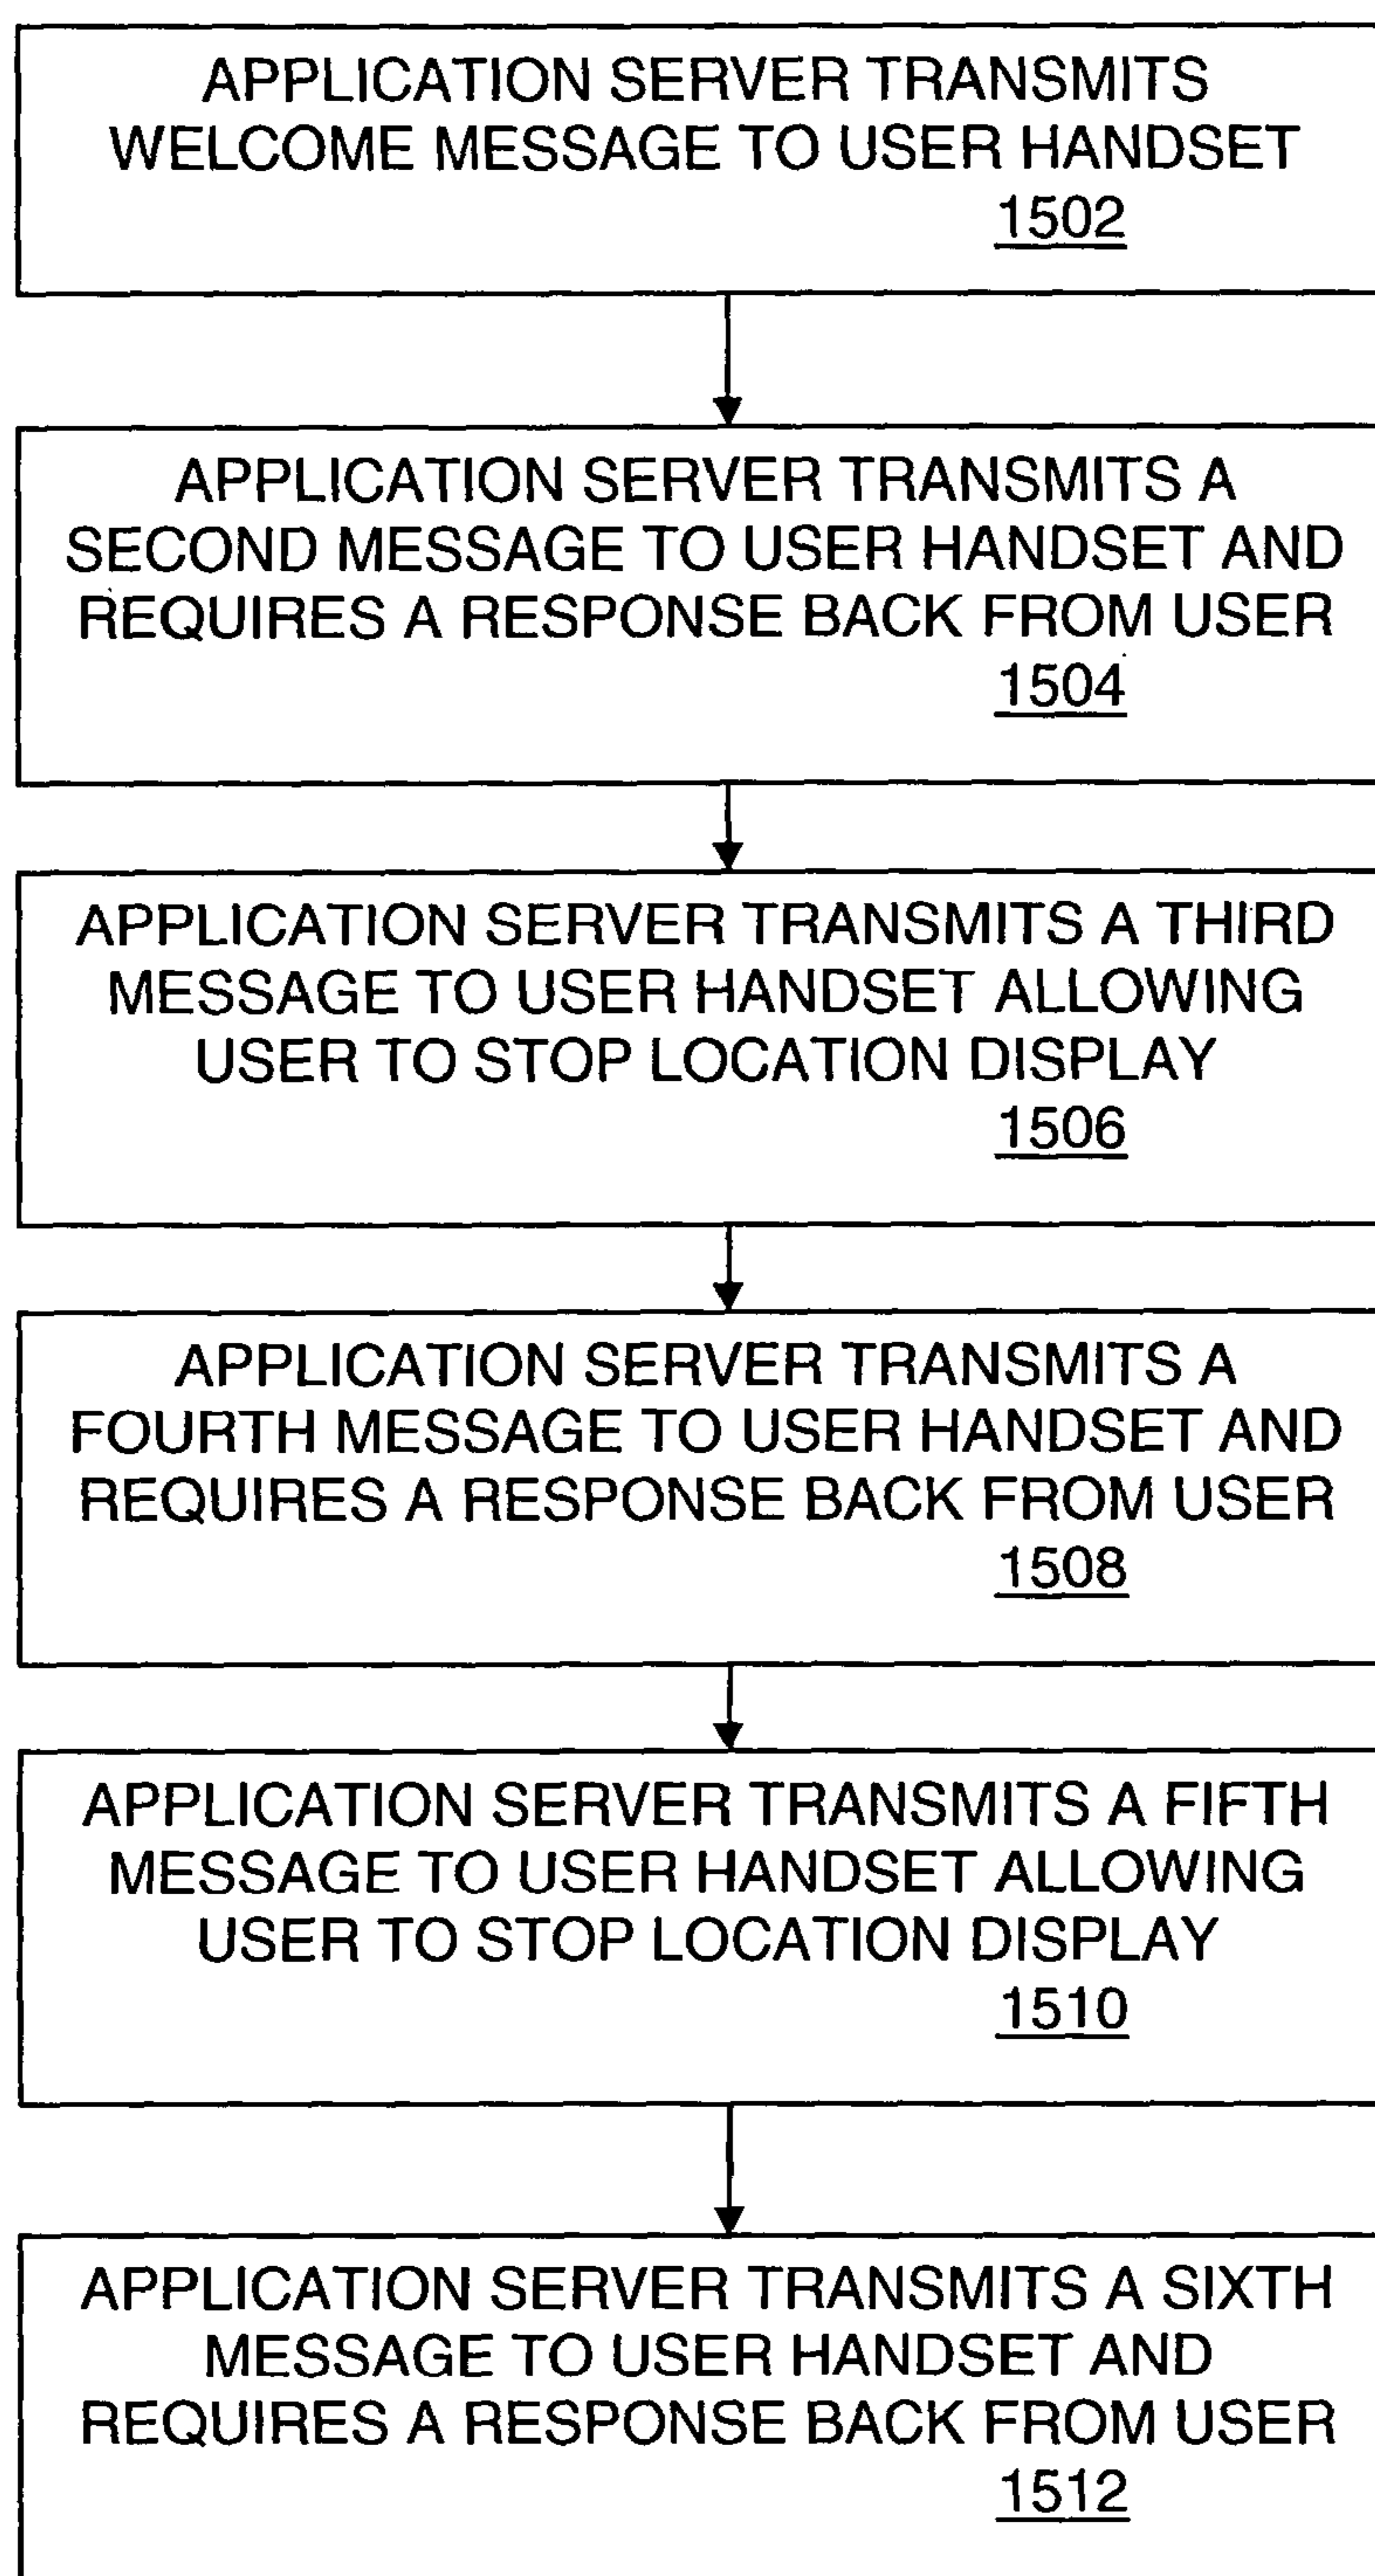 APPLICATION SERVER TRANSMITS
WELCOME MESSAGE TO USER HANDSET
1502
APPLICATION SERVER TRANSMITS A
SECOND MESSAGE TO USER HANDSET AND
REQUIRES A RESPONSE BACK FROM USER
1504
APPLICATION SERVER TRANSMITS A THIRD
MESSAGE TO USER HANDSET ALLOWING
USER TO STOP LOCATION DISPLAY
1506
APPLICATION SERVER TRANSMITS A
FOURTH MESSAGE TO USER HANDSET AND
REQUIRES A RESPONSE BACK FROM USER
1508
APPLICATION SERVER TRANSMITS A FIFTH
MESSAGE TO USER HANDSET ALLOWING
USER TO STOP LOCATION DISPLAY
1510
APPLICATION SERVER TRANSMITS A SIXTH
MESSAGE TO USER HANDSET AND
REQUIRES A RESPONSE BACK FROM USER
1512